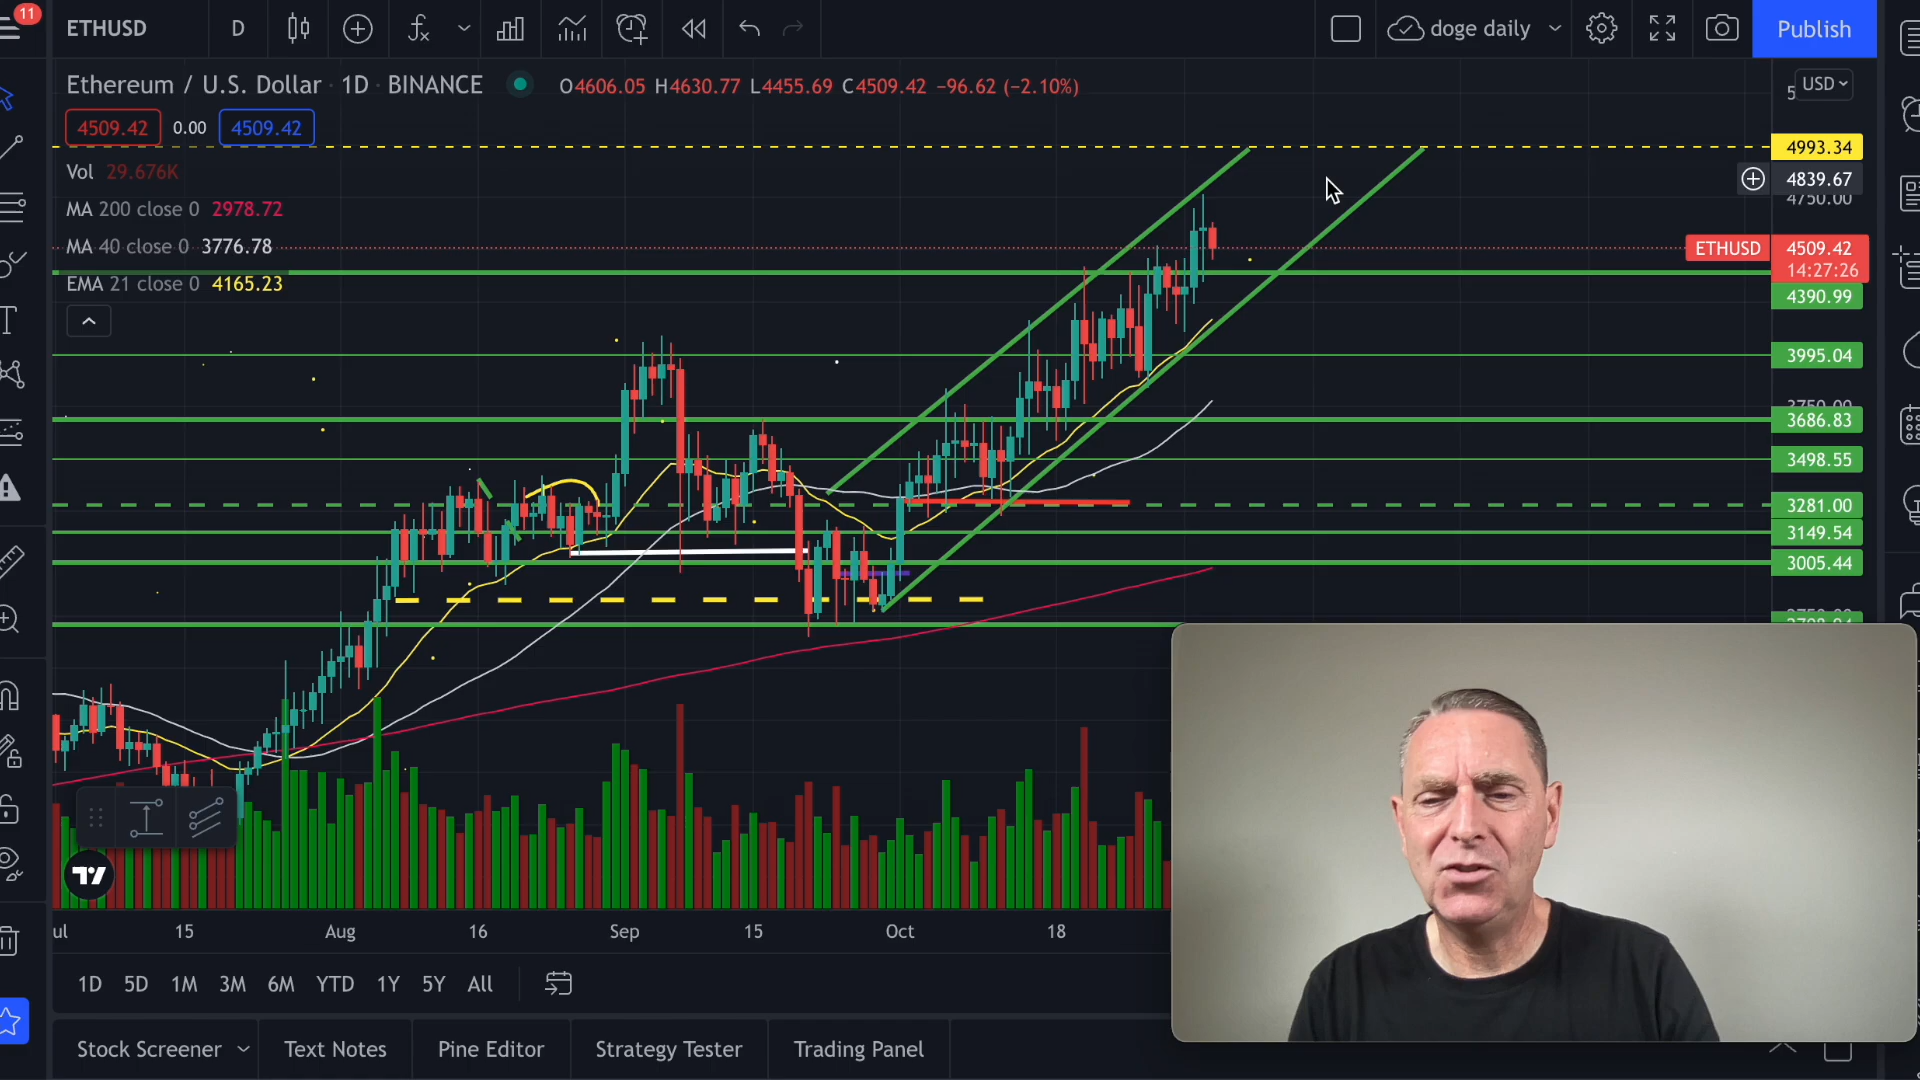 11
ETHUSD
D
doge daily
Publish
Ethereum / U.S. Dollar · 1D · BINANCE
O4606.05 H4630.77 L4455.69 C4509.42 −96.62 (−2.10%)
USD
4509.42
0.00
4509.42
4993.34
Vol 29.676K
4839.67
4750.00
MA 200 close 0 2978.72
MA 40 close 0 3776.78
ETHUSD
4509.42
14:27:26
EMA 21 close 0 4165.23
4390.99
3995.04
3686.83
3498.55
3281.00
3149.54
3005.44
ul
15
Aug
16
Sep
15
Oct
18
1D
5D
1M
3M
6M
YTD
1Y
5Y
All
Stock Screener
Text Notes
Pine Editor
Strategy Tester
Trading Panel